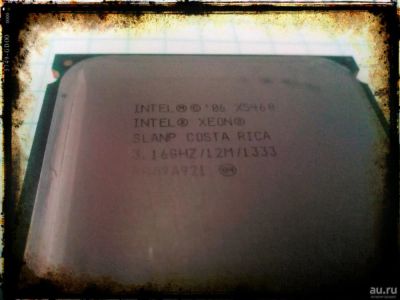 INTEL Ⓜ © '06 X5460
INTEL® XEON®
SLANP COSTA RICA
3.16GHZ/12M/1333
au.ru